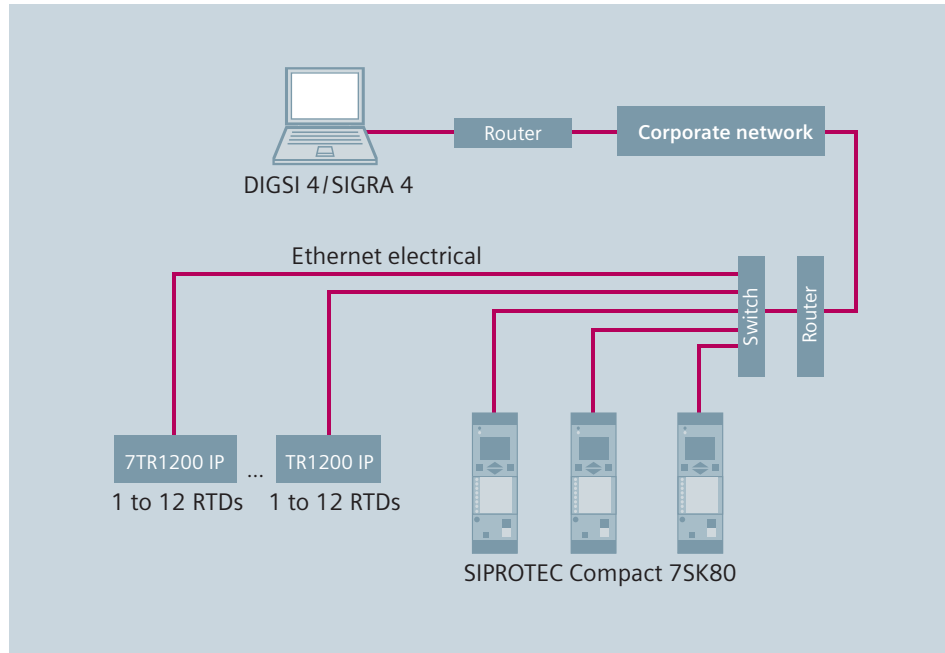 Router
Corporate network
DIGSI 4/SIGRA 4
Ethernet electrical
Switch
Router
7TR1200 IP ... TR1200 IP
1 to 12 RTDs 1 to 12 RTDs
SIPROTEC Compact 7SK80